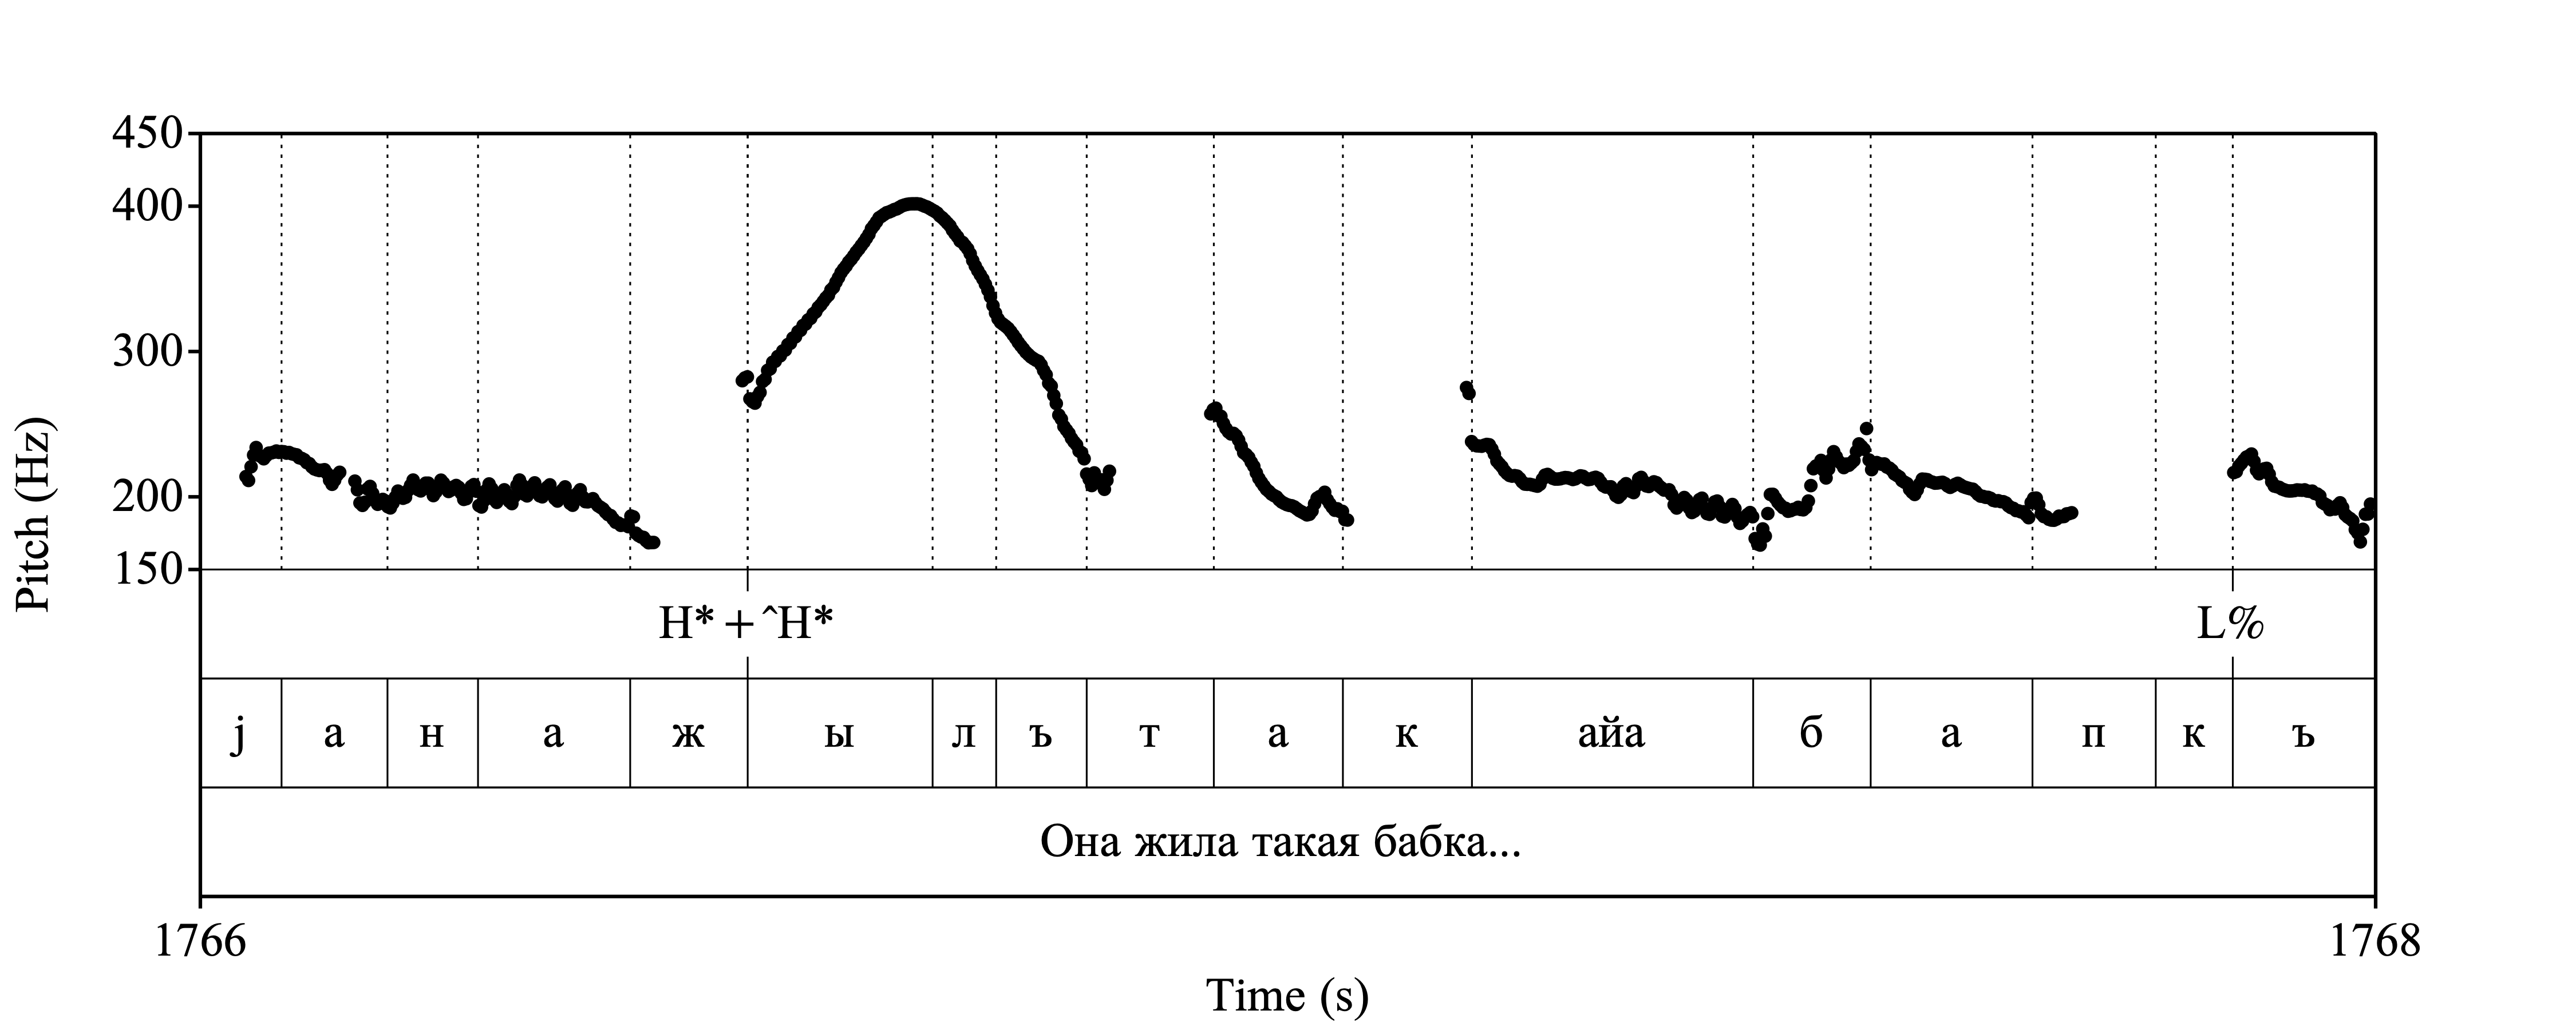 450
400
300
200
150
Pitch (Hz)
H* + ˆH* L%
j а н а ж ы л ъ т а к айа б а п к ъ
Она жила такая бабка...
1766 1768
Time (s)